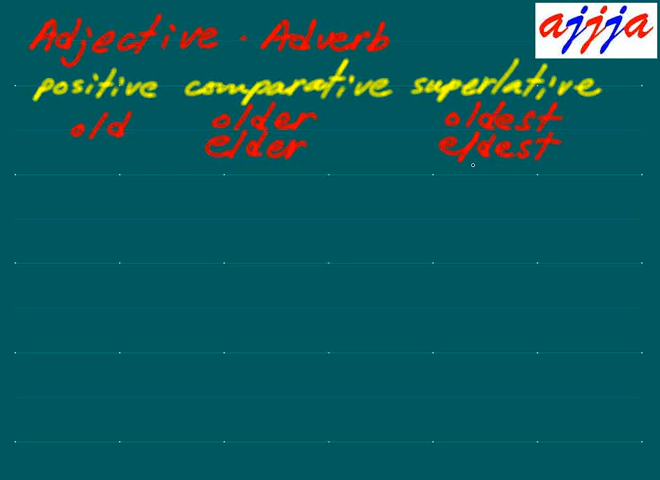 Adjective · Adverb
ajjja
positive comparative superlative
old older oldest
elder eldest